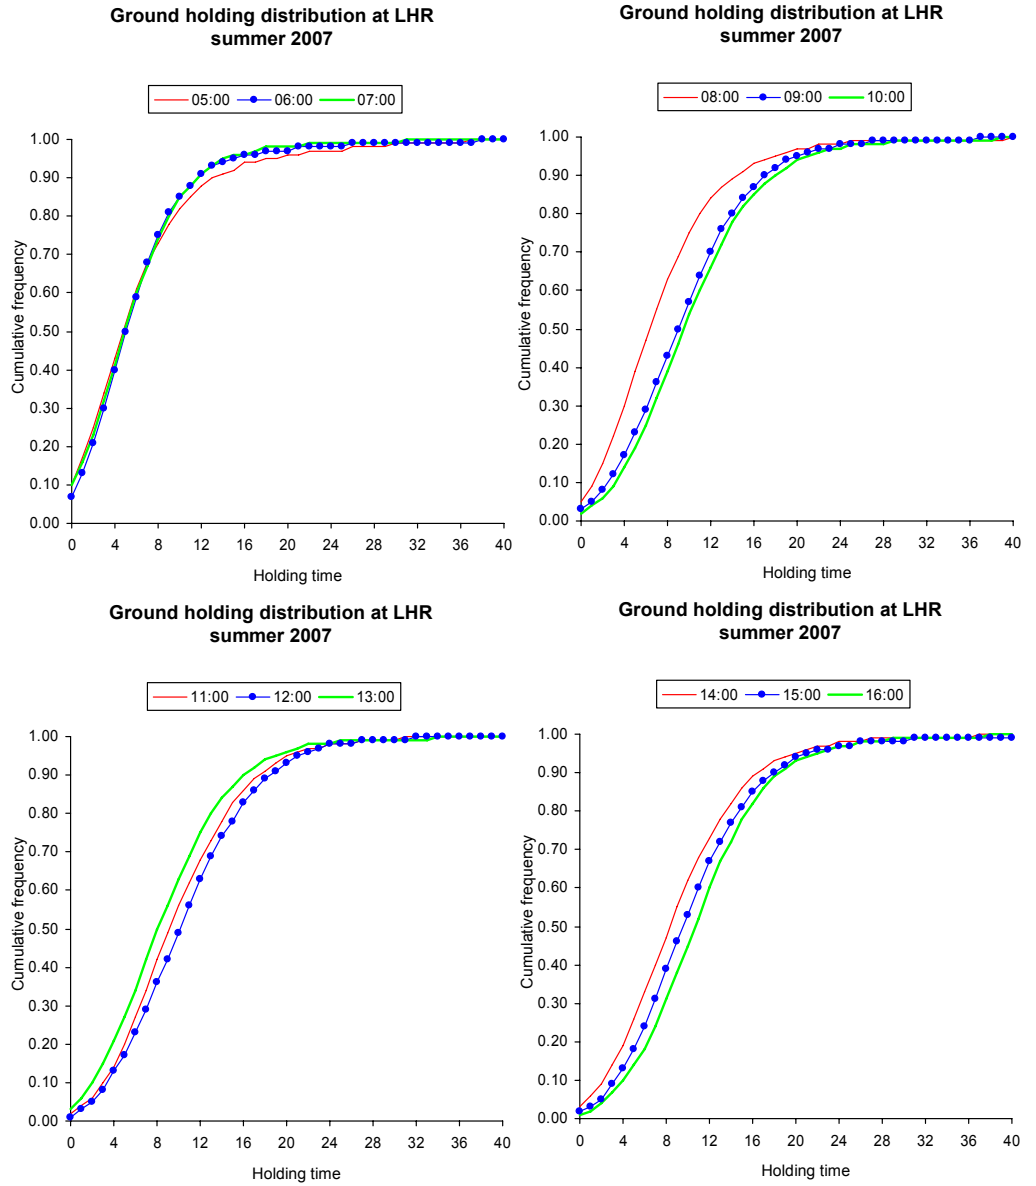 Ground holding distribution at LHR
summer 2007
05:00 06:00 07:00
1.00
0.90
0.80
0.70
0.60
0.50
0.40
0.30
0.20
0.10
0.00
Cumulative frequency
0 4 8 12 16 20 24 28 32 36 40
Holding time
Ground holding distribution at LHR
summer 2007
08:00 09:00 10:00
1.00
0.90
0.80
0.70
0.60
0.50
0.40
0.30
0.20
0.10
0.00
Cumulative frequency
0 4 8 12 16 20 24 28 32 36 40
Holding time
Ground holding distribution at LHR
summer 2007
11:00 12:00 13:00
1.00
0.90
0.80
0.70
0.60
0.50
0.40
0.30
0.20
0.10
0.00
Cumulative frequency
0 4 8 12 16 20 24 28 32 36 40
Holding time
Ground holding distribution at LHR
summer 2007
14:00 15:00 16:00
1.00
0.90
0.80
0.70
0.60
0.50
0.40
0.30
0.20
0.10
0.00
Cumulative frequency
0 4 8 12 16 20 24 28 32 36 40
Holding time